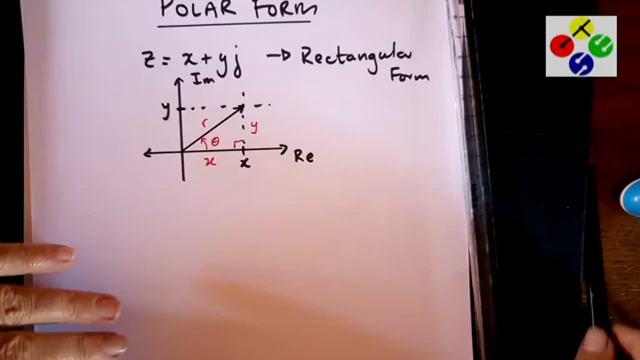 POLAR FORM
z = x + yj → Rectangular Form
Im
y
r
y
θ
x
x
Re